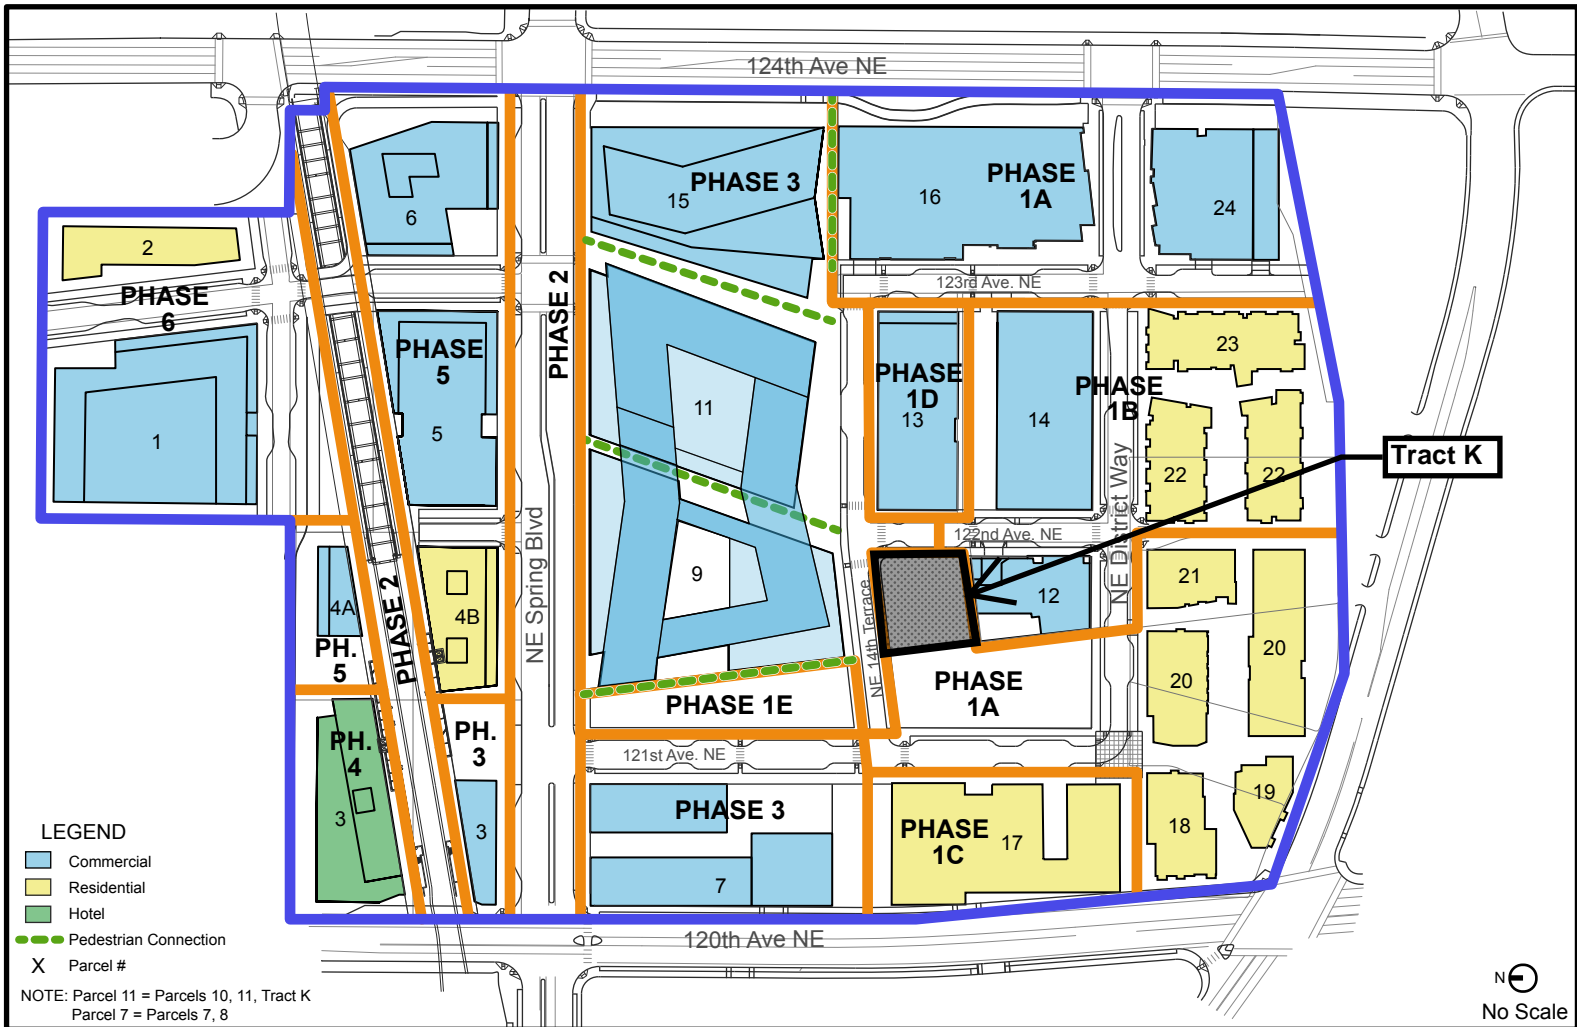 124th Ave NE
PHASE 3
15
16
PHASE
1A
24
6
2
123rd Ave. NE
PHASE
6
PHASE 2
PHASE
5
5
1
11
PHASE
1D
13
14
PHASE
1B
23
22
22
Tract K
NE District Way
NE Spring Blvd
122nd Ave. NE
9
4A
4B
PH.
5
PHASE 2
NE 14th Terrace
12
21
20
20
PHASE 1E
PHASE
1A
PH.
4
PH.
3
3
3
121st Ave. NE
PHASE 3
7
PHASE
1C
17
18
19
120th Ave NE
LEGEND
Commercial
Residential
Hotel
Pedestrian Connection
X Parcel #
NOTE: Parcel 11 = Parcels 10, 11, Tract K
Parcel 7 = Parcels 7, 8
N
No Scale